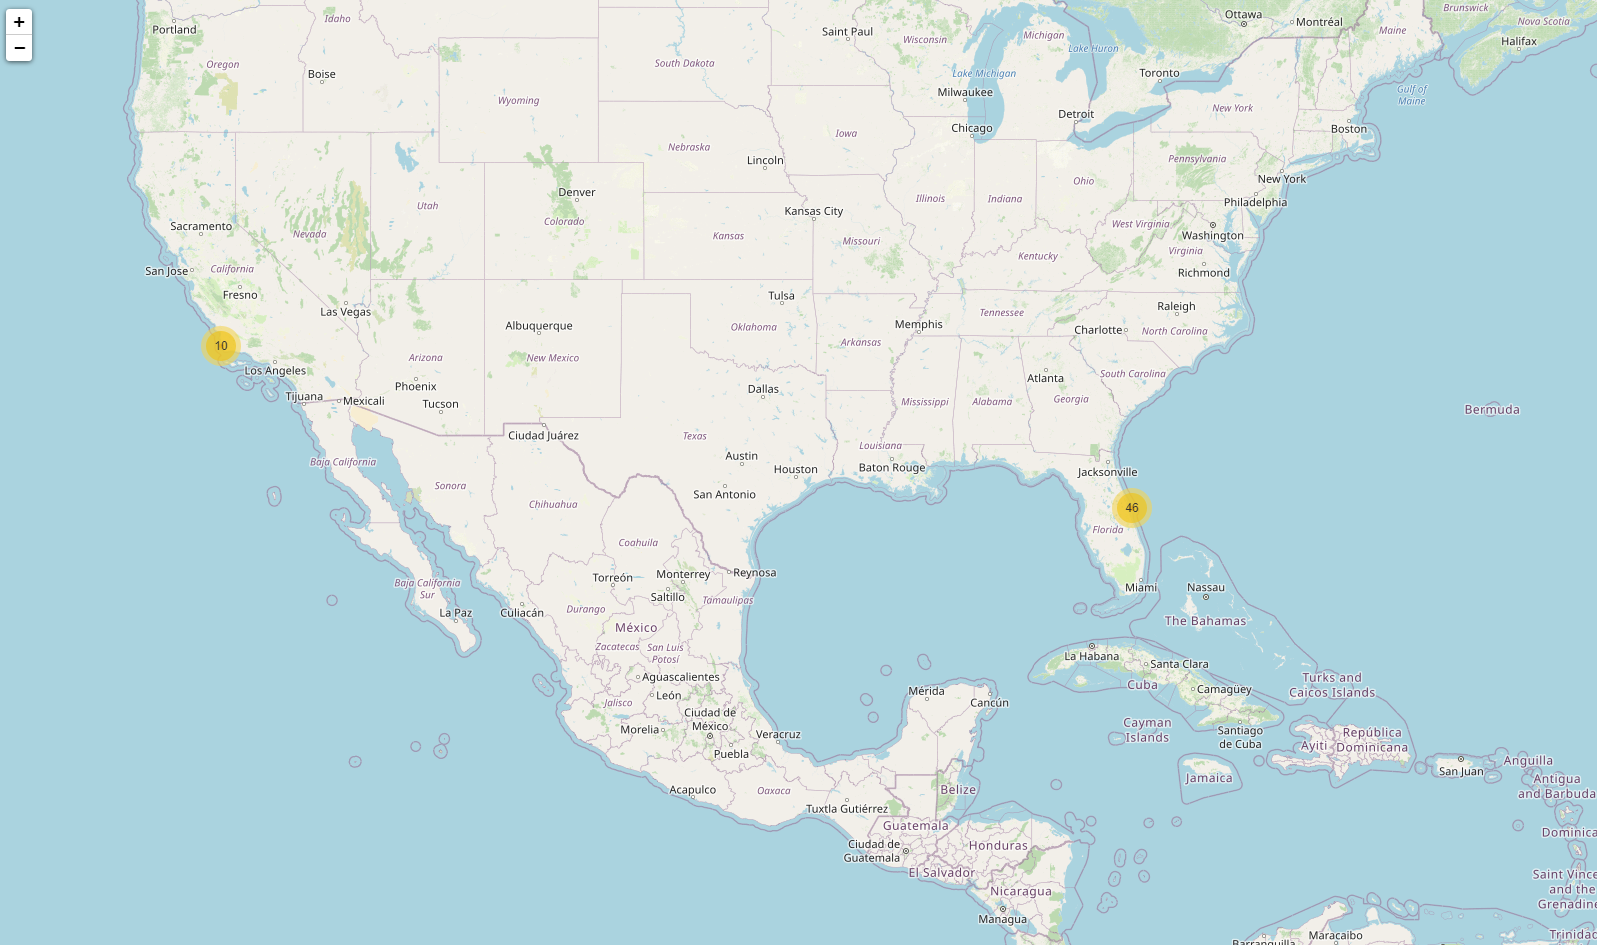 +
−
Portland
Idaho
Oregon
Boise
Wyoming
South Dakota
Saint Paul
Wisconsin
Michigan
Lake Huron
Lake Michigan
Milwaukee
Chicago
Detroit
Toronto
Ottawa
Montréal
Brunswick
Nova Scotia
Maine
Halifax
Gulf of
Maine
New York
Boston
Iowa
Nebraska
Lincoln
Pennsylvania
New York
Philadelphia
Ohio
Indiana
Illinois
Denver
Colorado
Utah
Nevada
Sacramento
San Jose
California
Fresno
Las Vegas
Kansas City
Kansas
Missouri
West Virginia
Washington
Virginia
Richmond
Kentucky
Tulsa
Oklahoma
Tennessee
Memphis
Raleigh
Charlotte
North Carolina
Albuquerque
New Mexico
Arizona
Arkansas
10
Los Angeles
Tijuana
Mexicali
Phoenix
Tucson
Dallas
Atlanta
Georgia
South Carolina
Mississippi
Alabama
Bermuda
Ciudad Juárez
Texas
Louisiana
Austin
Houston
Baton Rouge
San Antonio
Jacksonville
46
Florida
Baja California
Sonora
Chihuahua
Coahuila
Miami
Nassau
The Bahamas
Torreón
Monterrey
Reynosa
Saltillo
Tamaulipas
Baja California
Sur
La Paz
Culiacán
Durango
México
Zacatecas
San Luis
Potosí
Aguascalientes
León
Jalisco
Ciudad de
México
Morelia
Puebla
Veracruz
Acapulco
Oaxaca
Tuxtla Gutiérrez
Mérida
Cancún
La Habana
Santa Clara
Cuba
Camagüey
Turks and
Caicos Islands
Cayman
Islands
Santiago
de Cuba
Ayiti
República
Dominicana
Jamaica
San Juan
Anguilla
Antigua
and Barbuda
Belize
Guatemala
Ciudad de
Guatemala
Honduras
El Salvador
Nicaragua
Managua
Dominica
Saint Vince
and the
Grenadine
Barranquilla
Maracaibo
Trinidad